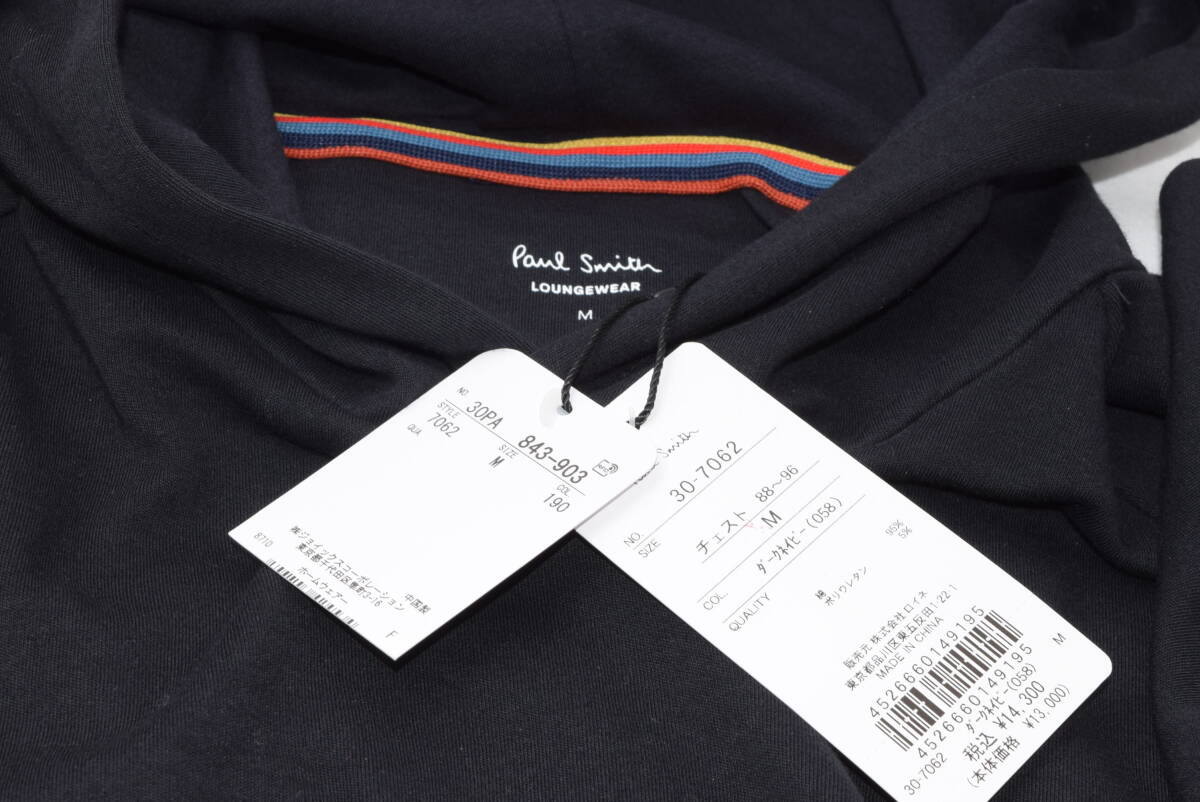 Paul Smith
LOUNGEWEAR
M
NO. 30PA 843-903
STYLE 7062 SIZE M COL 190
QUA
㈱ジョイックスコーポレーション 中国製
8710 ホームウェアー F
Smith
NO. 30-7062
SIZE チェスト 88～96
M
COL. ダークネイビー(058)
QUALITY
綿 95%
ポリウレタン 5%
販売元 株式会社ロイネ
東京都品川区東五反田1-22-1
MADE IN CHINA
4526660149195 M
4526660149195
30-7062 ダークネイビー(058)
税込 ¥14,300
(本体価格 ¥13,000)